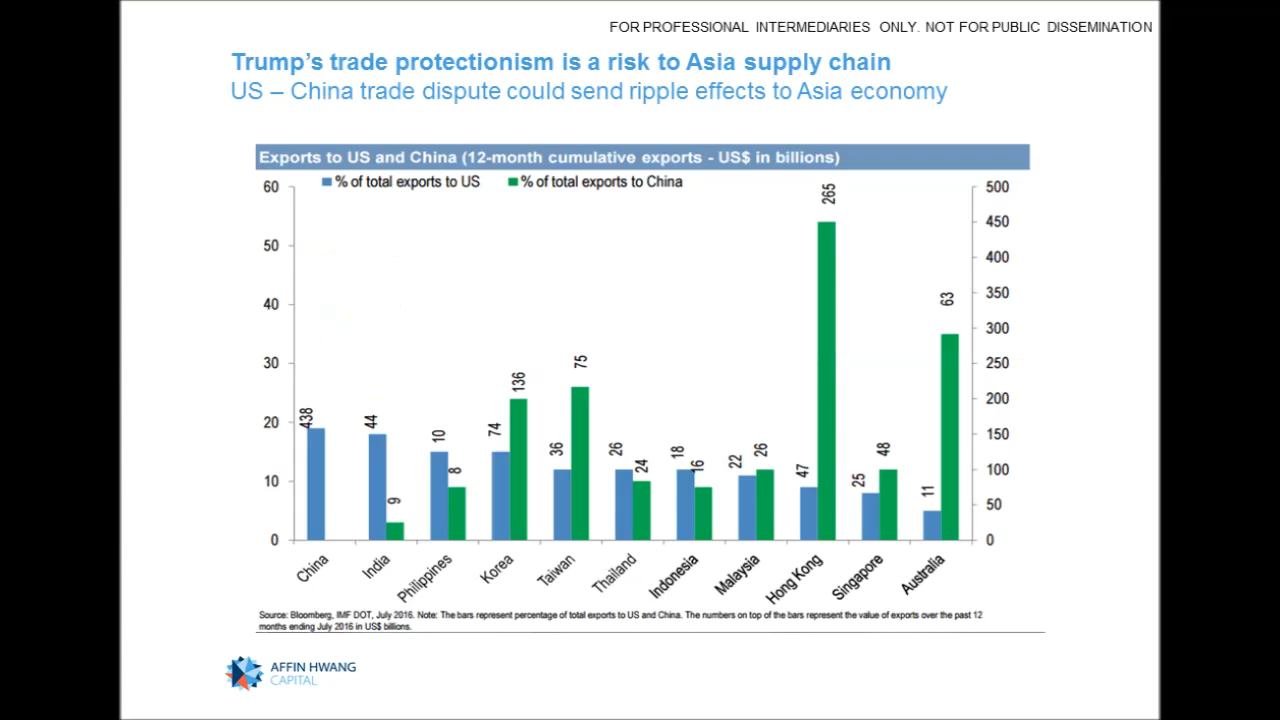 FOR PROFESSIONAL INTERMEDIARIES ONLY. NOT FOR PUBLIC DISSEMINATION
Trump's trade protectionism is a risk to Asia supply chain
US – China trade dispute could send ripple effects to Asia economy
Exports to US and China (12-month cumulative exports - US$ in billions)
% of total exports to US % of total exports to China
60 500
50 450
40 400
30 350
20 300
10 250
0 200
150
100
50
0
438
44 9
10 8
74 136
36 75
26 24
18 16
22 26
47 265
25 48
11 63
China India Philippines Korea Taiwan Thailand Indonesia Malaysia Hong Kong Singapore Australia
Source: Bloomberg, IMF DOT, July 2016. Note: The bars represent percentage of total exports to US and China. The numbers on top of the bars represent the value of exports over the past 12
months ending July 2016 in US$ billions.
AFFIN HWANG
CAPITAL